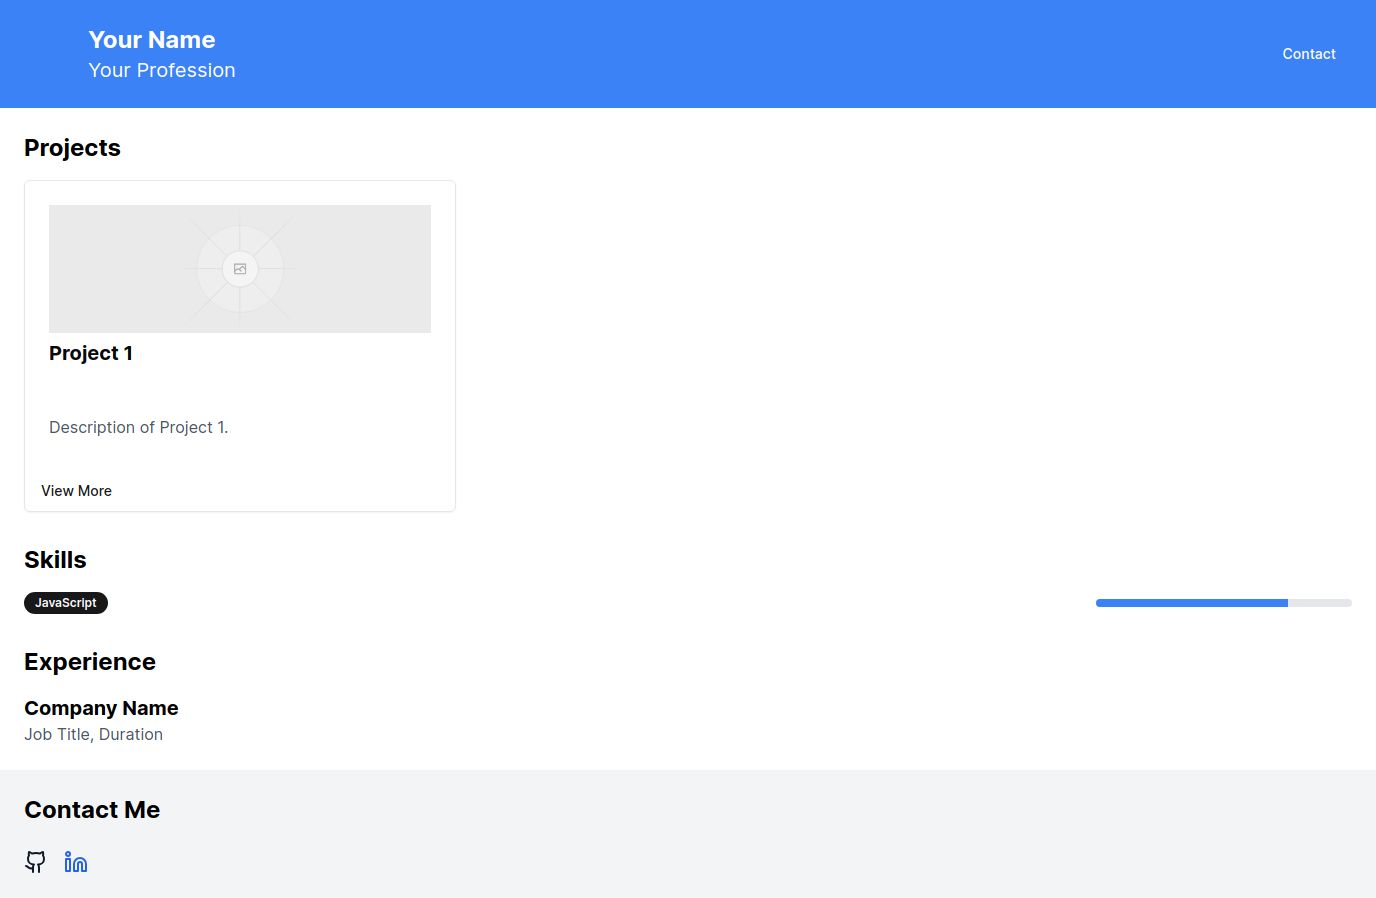 Your Name
Your Profession
Contact
Projects
Project 1
Description of Project 1.
View More
Skills
JavaScript
Experience
Company Name
Job Title, Duration
Contact Me